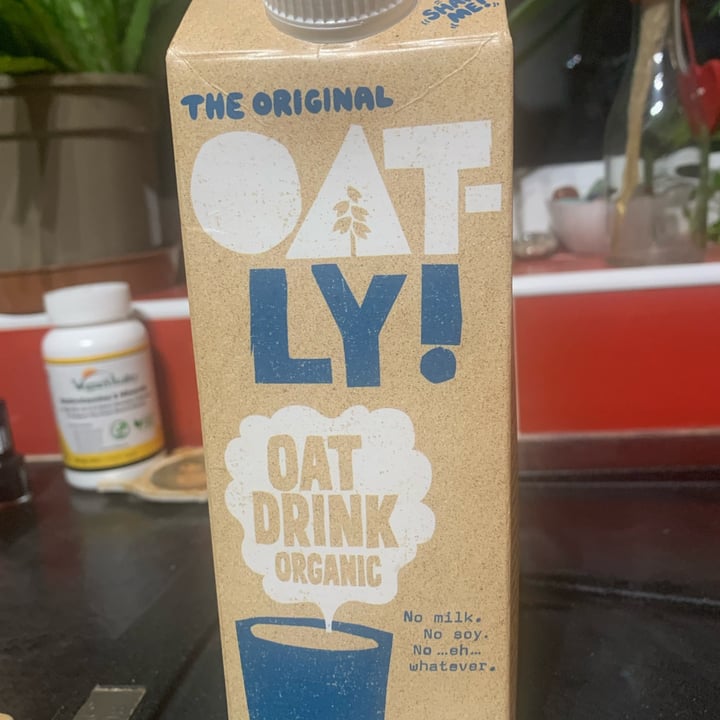 SHAKE
ME!
THE ORIGINAL
OAT-
LY!
OAT
DRINK
ORGANIC
No milk.
No soy.
No ...eh...
whatever.